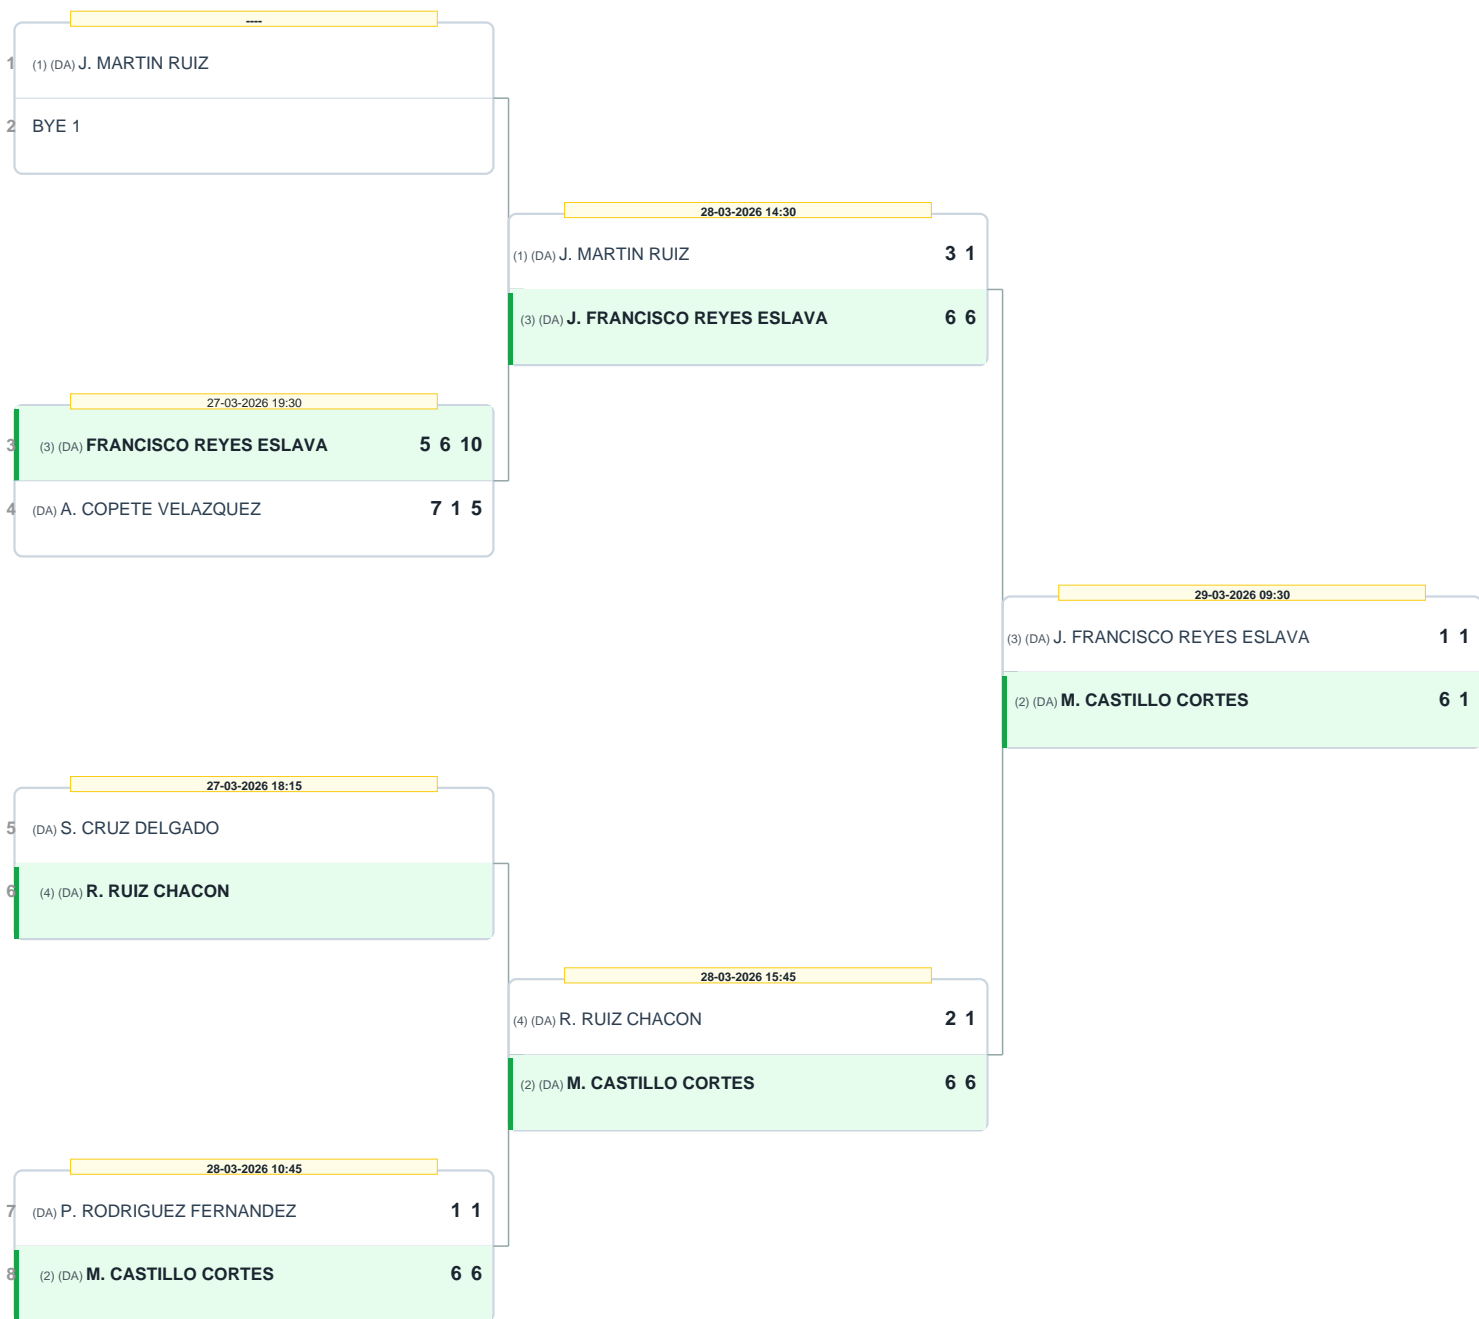 ----
1 (1) (DA) J. MARTIN RUIZ
2 BYE 1
28-03-2026 14:30
(1) (DA) J. MARTIN RUIZ 3 1
(3) (DA) J. FRANCISCO REYES ESLAVA 6 6
27-03-2026 19:30
3 (3) (DA) FRANCISCO REYES ESLAVA 5 6 10
4 (DA) A. COPETE VELAZQUEZ 7 1 5
29-03-2026 09:30
(3) (DA) J. FRANCISCO REYES ESLAVA 1 1
(2) (DA) M. CASTILLO CORTES 6 1
27-03-2026 18:15
5 (DA) S. CRUZ DELGADO
6 (4) (DA) R. RUIZ CHACON
28-03-2026 15:45
(4) (DA) R. RUIZ CHACON 2 1
(2) (DA) M. CASTILLO CORTES 6 6
28-03-2026 10:45
7 (DA) P. RODRIGUEZ FERNANDEZ 1 1
8 (2) (DA) M. CASTILLO CORTES 6 6